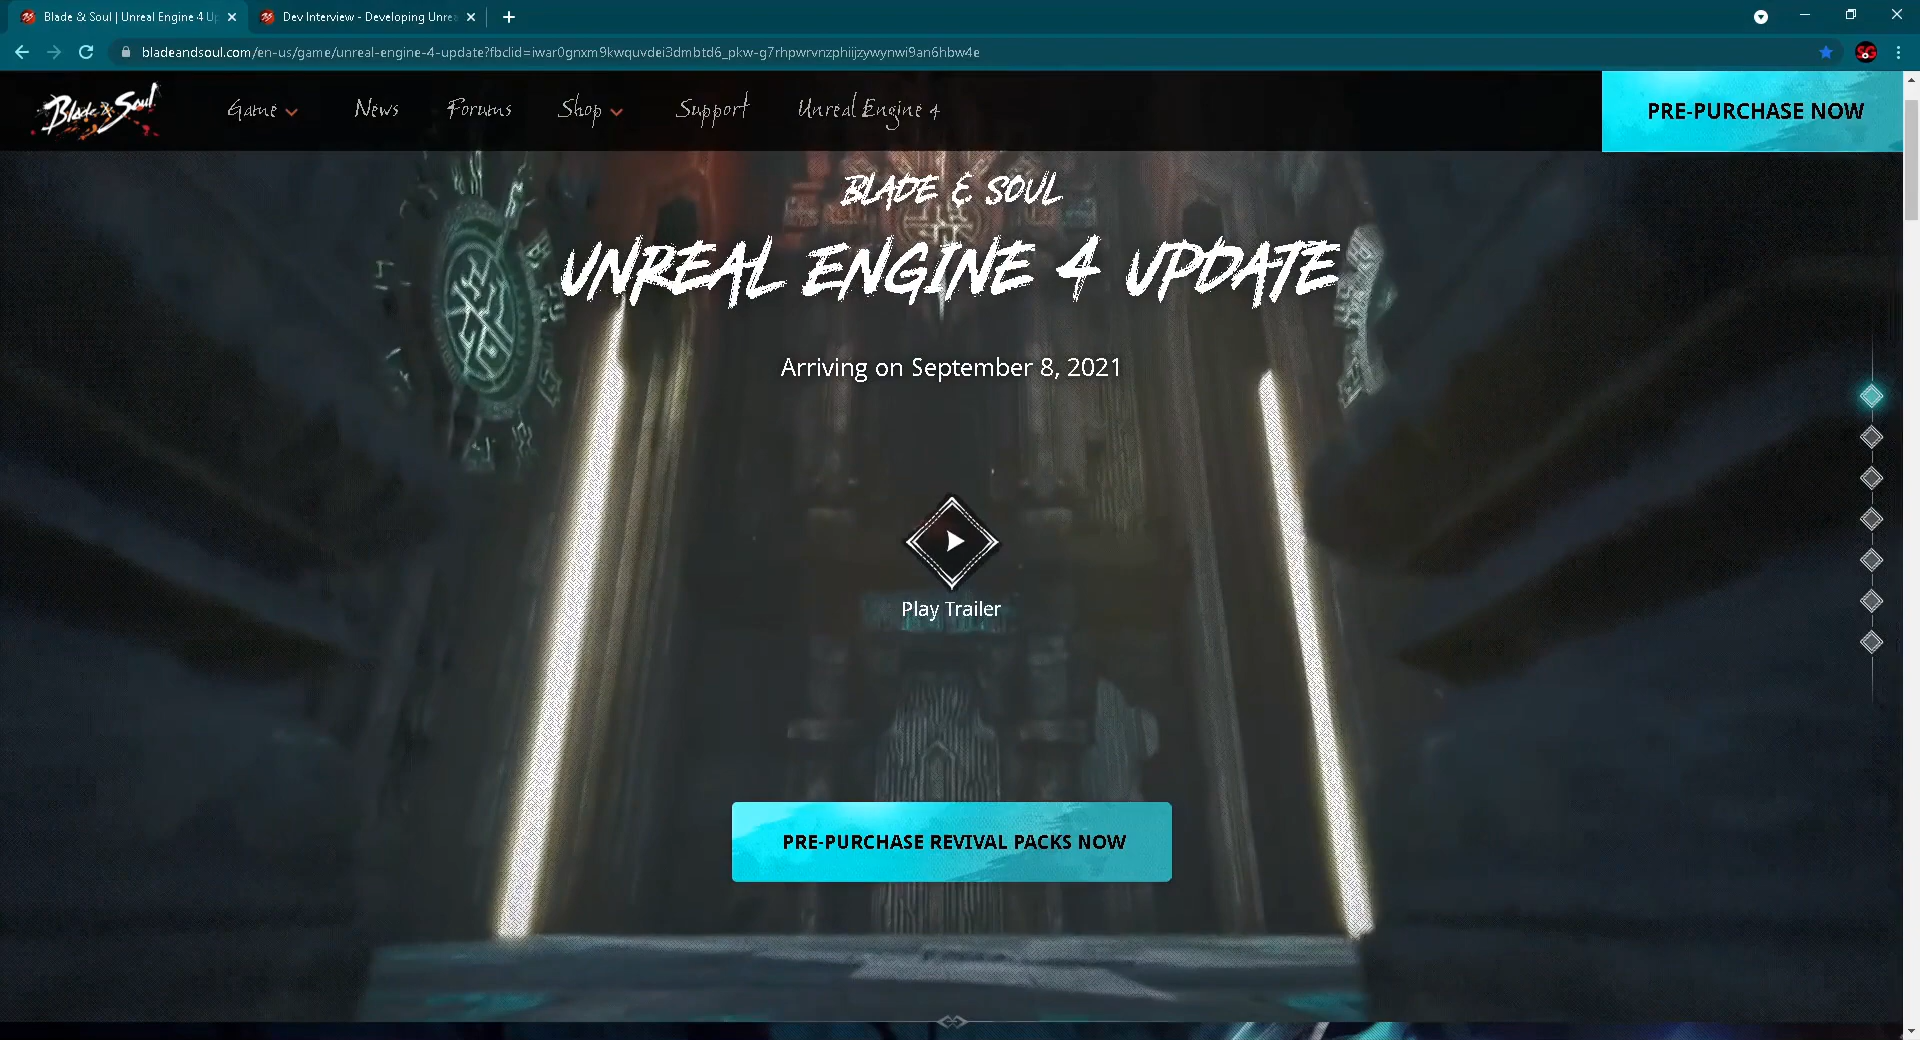 Blade & Soul | Unreal Engine 4 Up
Dev Interview - Developing Unre
bladeandsoul.com/en-us/game/unreal-engine-4-update?fbclid=iwar0gnxm9kwquvdei3dmbtd6_pkw-g7rhpwrvnzphiijzywynwi9an6hbw4e
SG
Blade & Soul
Game
News
Forums
Shop
Support
Unreal Engine 4
PRE-PURCHASE NOW
BLADE & SOUL
UNREAL ENGINE 4 UPDATE
Arriving on September 8, 2021
Play Trailer
PRE-PURCHASE REVIVAL PACKS NOW